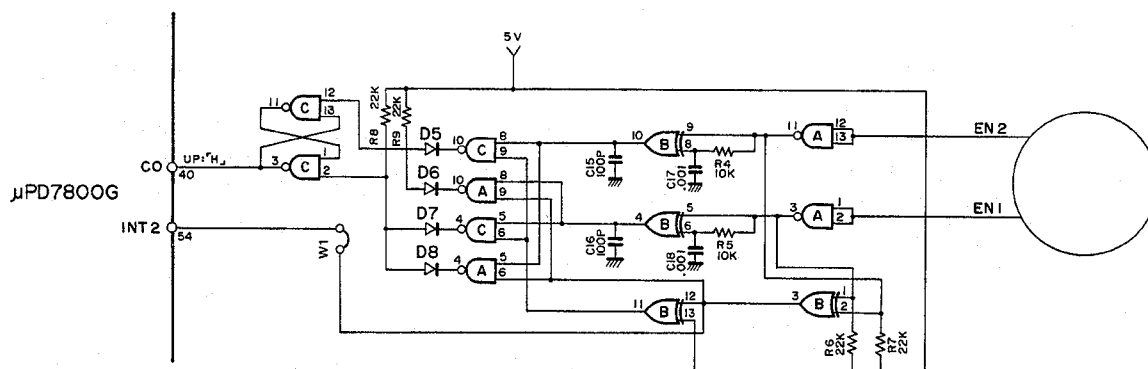 5V
11 C 12
13
22K
R8
22K
R9
D5
10 C 8
9
10 B 9
8
11 A 12
13
EN2
C15
100P
C17
.001
R4
10K
3 C 1
2
CO UP:「H」
40
D6
10 A 8
9
μPD7800G
D7
4 C 5
6
4 B 5
6
3 A 1
2
EN1
INT2
54
W1
C16
100P
C18
.001
R5
10K
D8
4 A 5
6
11 B 12
13
3 B 1
2
R6
22K
R7
22K